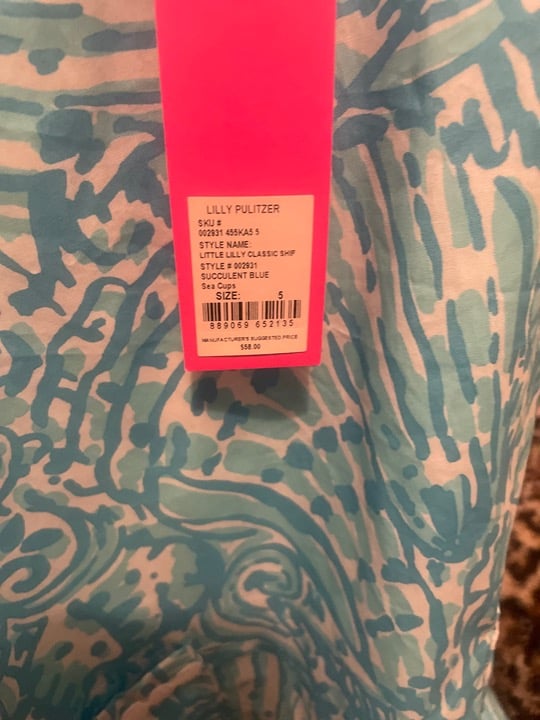 LILLY PULITZER
SKU #
002931 455KA5 5
STYLE NAME:
LITTLE LILLY CLASSIC SHIF
STYLE # 002931
SUCCULENT BLUE
Sea Cups
SIZE: 5
889069 652135
MANUFACTURER'S SUGGESTED PRICE
$58.00